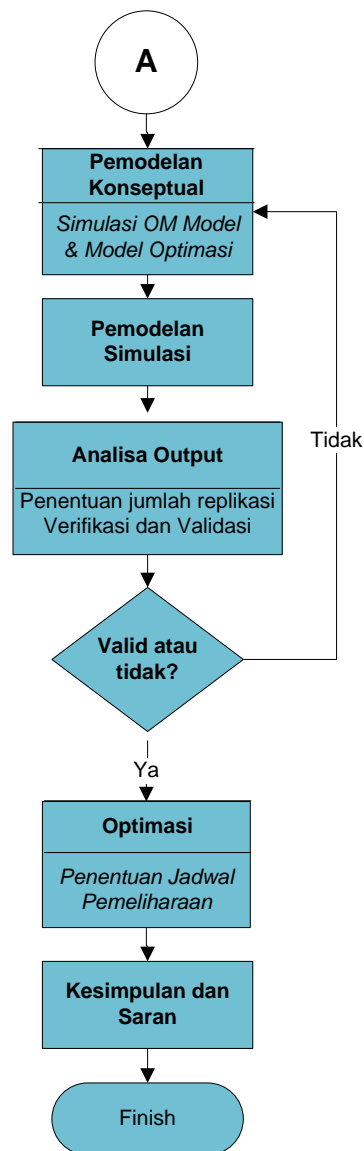 A
Pemodelan
Konseptual
Simulasi OM Model
& Model Optimasi
Pemodelan
Simulasi
Tidak
Analisa Output
Penentuan jumlah replikasi
Verifikasi dan Validasi
Valid atau
tidak?
Ya
Optimasi
Penentuan Jadwal
Pemeliharaan
Kesimpulan dan
Saran
Finish